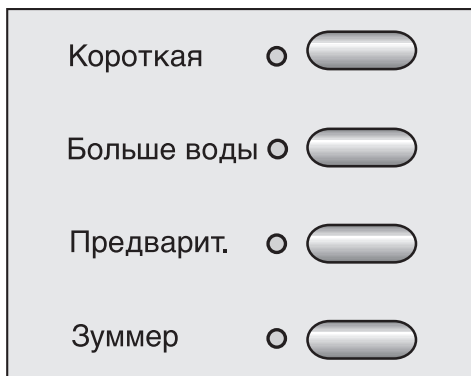 Короткая
Больше воды
Предварит.
Зуммер